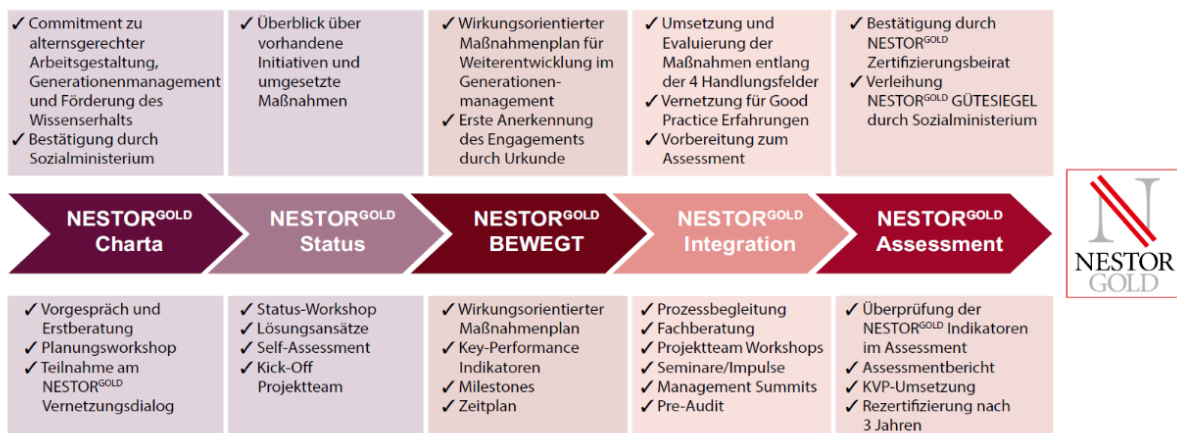 ✓ Commitment zu
alternsgerechter
Arbeitsgestaltung,
Generationenmanagement
und Förderung des
Wissenserhalts
✓ Bestätigung durch
Sozialministerium
✓ Überblick über
vorhandene
Initiativen und
umgesetzte
Maßnahmen
✓ Wirkungsorientierter
Maßnahmenplan für
Weiterentwicklung im
Generationen-
management
✓ Erste Anerkennung
des Engagements
durch Urkunde
✓ Umsetzung und
Evaluierung der
Maßnahmen entlang
der 4 Handlungsfelder
✓ Vernetzung für Good
Practice Erfahrungen
✓ Vorbereitung zum
Assessment
✓ Bestätigung durch
NESTORGOLD
Zertifizierungsbeirat
✓ Verleihung
NESTORGOLD GÜTESIEGEL
durch Sozialministerium
NESTORGOLD
Charta
NESTORGOLD
Status
NESTORGOLD
BEWEGT
NESTORGOLD
Integration
NESTORGOLD
Assessment
N
NESTOR
GOLD
✓ Vorgespräch und
Erstberatung
✓ Planungsworkshop
✓ Teilnahme am
NESTORGOLD
Vernetzungsdialog
✓ Status-Workshop
✓ Lösungsansätze
✓ Self-Assessment
✓ Kick-Off
Projektteam
✓ Wirkungsorientierter
Maßnahmenplan
✓ Key-Performance
Indikatoren
✓ Milestones
✓ Zeitplan
✓ Prozessbegleitung
✓ Fachberatung
✓ Projektteam Workshops
✓ Seminare/Impulse
✓ Management Summits
✓ Pre-Audit
✓ Überprüfung der
NESTORGOLD Indikatoren
im Assessment
✓ Assessmentbericht
✓ KVP-Umsetzung
✓ Rezertifizierung nach
3 Jahren